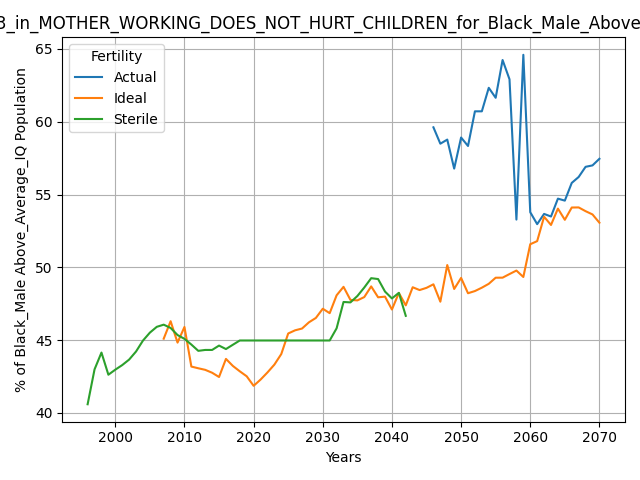 3_in_MOTHER_WORKING_DOES_NOT_HURT_CHILDREN_for_Black_Male_Above
Fertility
Actual
Ideal
Sterile
% of Black_Male Above_Average_IQ Population
65
60
55
50
45
40
2000
2010
2020
2030
2040
2050
2060
2070
Years